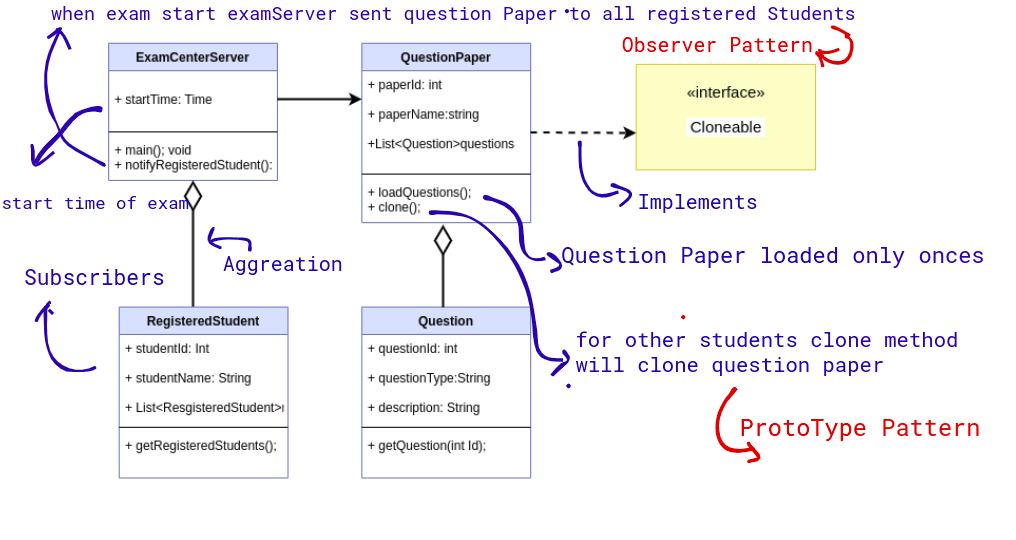 when exam start examServer sent question Paper to all registered Students
Observer Pattern
ExamCenterServer
+ startTime: Time
+ main(); void
+ notifyRegisteredStudent():
QuestionPaper
+ paperId: int
+ paperName:string
+List<Question>questions
+ loadQuestions();
+ clone();
«interface»
Cloneable
Implements
start time of exam
Aggreation
Subscribers
Question Paper loaded only onces
RegisteredStudent
+ studentId: Int
+ studentName: String
+ List<ResgisteredStudent>
+ getRegisteredStudents();
Question
+ questionId: int
+ questionType:String
+ description: String
+ getQuestion(int Id);
for other students clone method
will clone question paper
ProtoType Pattern